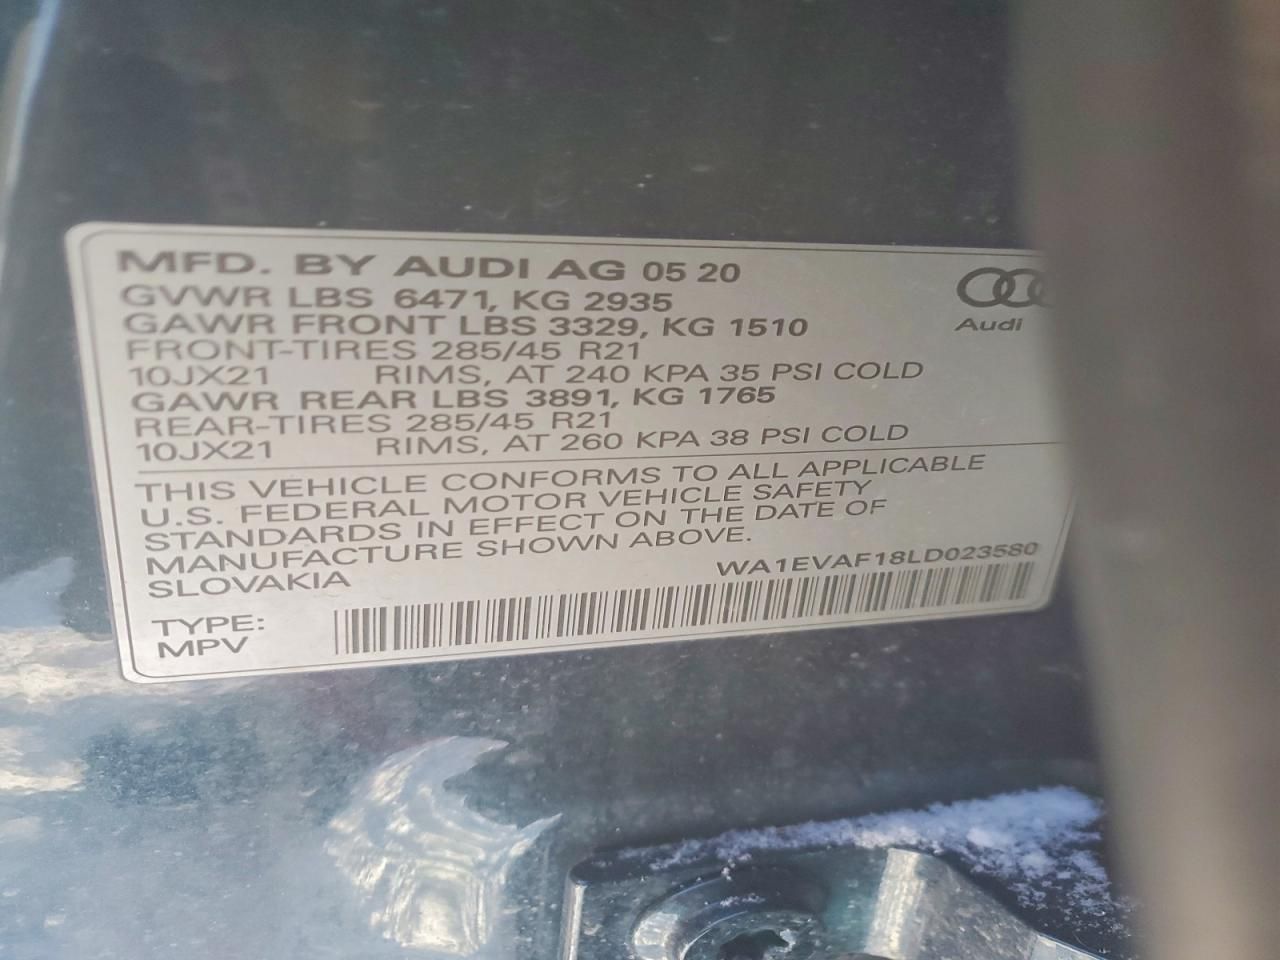 MFD. BY AUDI AG 05 20
GVWR LBS 6471, KG 2935
GAWR FRONT LBS 3329, KG 1510
FRONT-TIRES 285/45 R21
10JX21 RIMS, AT 240 KPA 35 PSI COLD
GAWR REAR LBS 3891, KG 1765
REAR-TIRES 285/45 R21
10JX21 RIMS, AT 260 KPA 38 PSI COLD
Audi
THIS VEHICLE CONFORMS TO ALL APPLICABLE
U.S. FEDERAL MOTOR VEHICLE SAFETY
STANDARDS IN EFFECT ON THE DATE OF
MANUFACTURE SHOWN ABOVE.
SLOVAKIA
WA1EVAF18LD023580
TYPE:
MPV